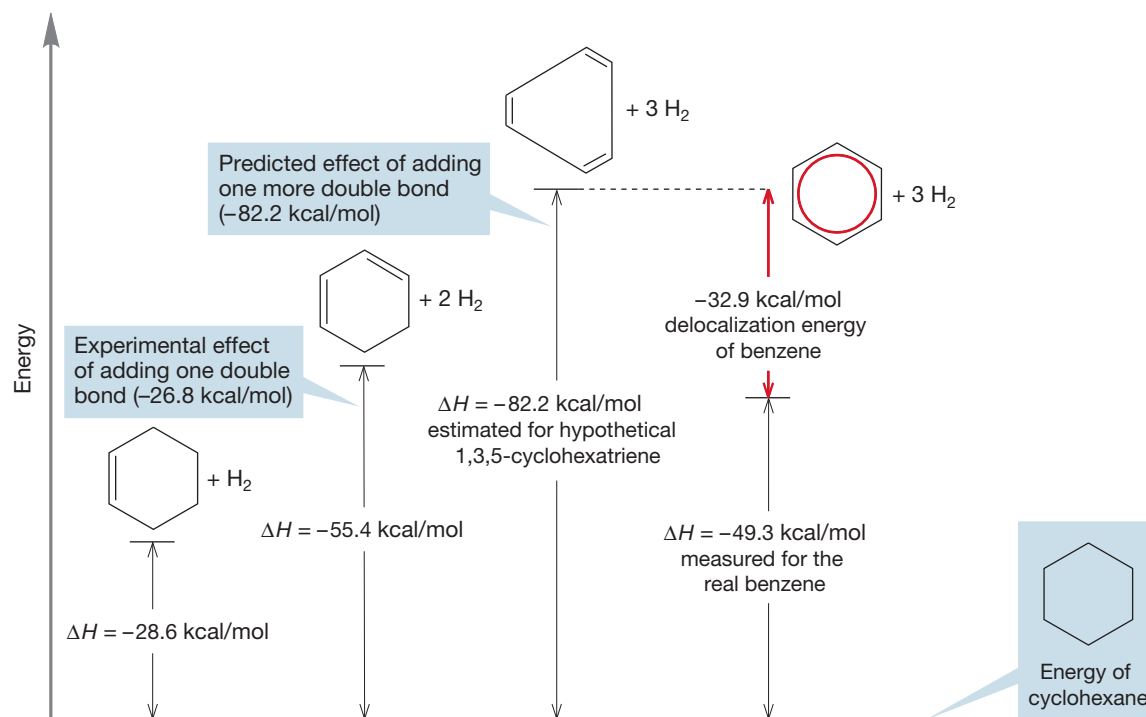 Energy
+ 3 H₂
Predicted effect of adding
one more double bond
(–82.2 kcal/mol)
+ 3 H₂
+ 2 H₂
–32.9 kcal/mol
delocalization energy
of benzene
Experimental effect
of adding one double
bond (–26.8 kcal/mol)
ΔH = –82.2 kcal/mol
estimated for hypothetical
1,3,5-cyclohexatriene
+ H₂
ΔH = –55.4 kcal/mol
ΔH = –49.3 kcal/mol
measured for the
real benzene
ΔH = –28.6 kcal/mol
Energy of
cyclohexane